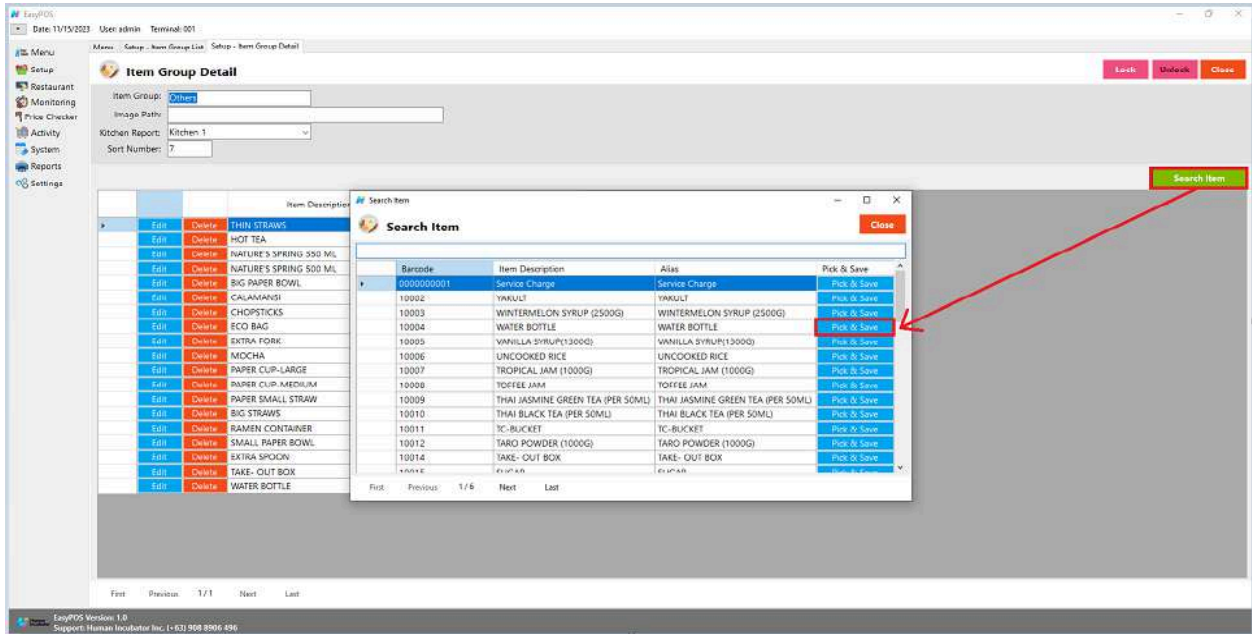 EasyPOS
Date: 11/15/2023 User: admin Terminal: 001
Menu Setup - Item Group List Setup - Item Group Detail
Menu
Setup
Restaurant
Monitoring
Price Checker
Activity
System
Reports
Settings
Item Group Detail
Lock Unlock Close
Item Group: Others
Image Path:
Kitchen Report: Kitchen 1
Sort Number: 7
Search Item
Item Description
Edit Delete THIN STRAWS
Edit Delete HOT TEA
Edit Delete NATURE'S SPRING 350 ML
Edit Delete NATURE'S SPRING 500 ML
Edit Delete BIG PAPER BOWL
Edit Delete CALAMANSI
Edit Delete CHOPSTICKS
Edit Delete ECO BAG
Edit Delete EXTRA FORK
Edit Delete MOCHA
Edit Delete PAPER CUP-LARGE
Edit Delete PAPER CUP-MEDIUM
Edit Delete PAPER SMALL STRAW
Edit Delete BIG STRAWS
Edit Delete RAMEN CONTAINER
Edit Delete SMALL PAPER BOWL
Edit Delete EXTRA SPOON
Edit Delete TAKE- OUT BOX
Edit Delete WATER BOTTLE
Search Item
Search Item
Close
Barcode Item Description Alias Pick & Save
0000000001 Service Charge Service Charge Pick & Save
10002 YAKULT YAKULT Pick & Save
10003 WINTERMELON SYRUP (2500G) WINTERMELON SYRUP (2500G) Pick & Save
10004 WATER BOTTLE WATER BOTTLE Pick & Save
10005 VANILLA SYRUP(1300G) VANILLA SYRUP(1300G) Pick & Save
10006 UNCOOKED RICE UNCOOKED RICE Pick & Save
10007 TROPICAL JAM (1000G) TROPICAL JAM (1000G) Pick & Save
10008 TOFFEE JAM TOFFEE JAM Pick & Save
10009 THAI JASMINE GREEN TEA (PER 50ML) THAI JASMINE GREEN TEA (PER 50ML) Pick & Save
10010 THAI BLACK TEA (PER 50ML) THAI BLACK TEA (PER 50ML) Pick & Save
10011 TC-BUCKET TC-BUCKET Pick & Save
10012 TARO POWDER (1000G) TARO POWDER (1000G) Pick & Save
10014 TAKE- OUT BOX TAKE- OUT BOX Pick & Save
10015 SUGAR SUGAR Pick & Save
First Previous 1/6 Next Last
First Previous 1/1 Next Last
EasyPOS Version: 1.0
Support: Human Incubator Inc. (+63) 908 8906 496